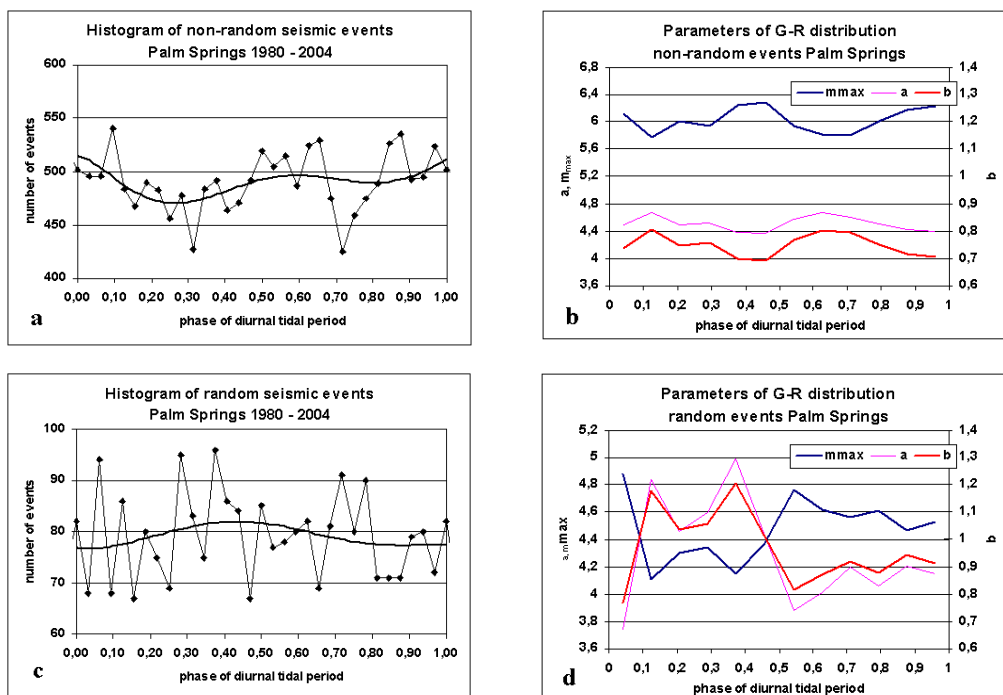 Histogram of non-random seismic events
Palm Springs 1980 - 2004
600
550
500
450
400
number of events
0,00 0,10 0,20 0,30 0,40 0,50 0,60 0,70 0,80 0,90 1,00
phase of diurnal tidal period
a
Parameters of G-R distribution
non-random events Palm Springs
mmax a b
6,8
6,4
6
5,6
5,2
4,8
4,4
4
3,6
a, mmax
1,4
1,3
1,2
1,1
1
0,9
0,8
0,7
0,6
b
0 0,1 0,2 0,3 0,4 0,5 0,6 0,7 0,8 0,9 1
phase of diurnal tidal period
b
Histogram of random seismic events
Palm Springs 1980 - 2004
100
90
80
70
60
number of events
0,00 0,10 0,20 0,30 0,40 0,50 0,60 0,70 0,80 0,90 1,00
phase of diurnal tidal period
c
Parameters of G-R distribution
random events Palm Springs
mmax a b
5,2
5
4,8
4,6
4,4
4,2
4
3,8
3,6
a, mmax
1,4
1,3
1,2
1,1
1
0,9
0,8
0,7
0,6
b
0 0,1 0,2 0,3 0,4 0,5 0,6 0,7 0,8 0,9 1
phase of diurnal tidal period
d